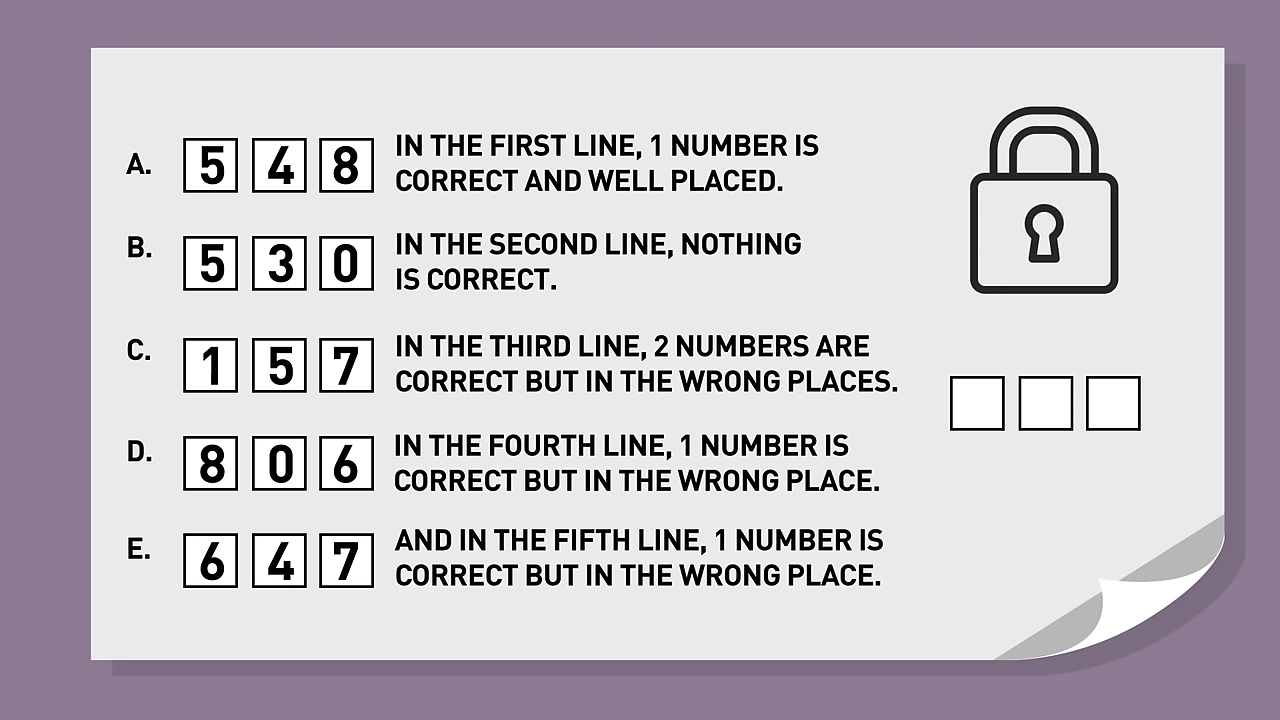 A. 5 4 8 IN THE FIRST LINE, 1 NUMBER IS
CORRECT AND WELL PLACED.
B. 5 3 0 IN THE SECOND LINE, NOTHING
IS CORRECT.
C. 1 5 7 IN THE THIRD LINE, 2 NUMBERS ARE
CORRECT BUT IN THE WRONG PLACES.
D. 8 0 6 IN THE FOURTH LINE, 1 NUMBER IS
CORRECT BUT IN THE WRONG PLACE.
E. 6 4 7 AND IN THE FIFTH LINE, 1 NUMBER IS
CORRECT BUT IN THE WRONG PLACE.